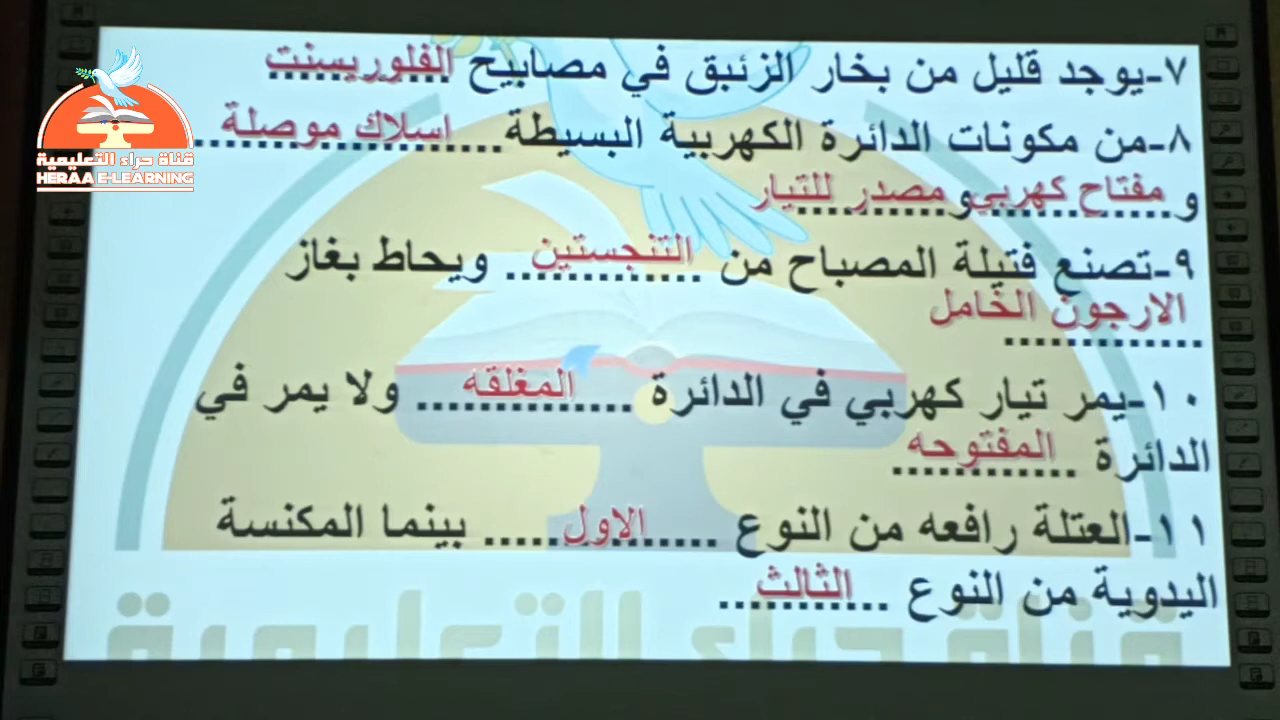 قناة حراء التعليمية
HERAA E-LEARNING
٧-يوجد قليل من بخار الزئبق في مصابيح الفلوريسنت
٨-من مكونات الدائرة الكهربية البسيطة اسلاك موصلة
و مفتاح كهربي و مصدر للتيار
٩-تصنع فتيلة المصباح من التنجستين ويحاط بغاز
الارجون الخامل
١٠-يمر تيار كهربي في الدائرة المغلقه ولا يمر في
الدائرة المفتوحه
١١-العتلة رافعه من النوع الاول بينما المكنسة
اليدوية من النوع الثالث
قناة حراء التعليمية